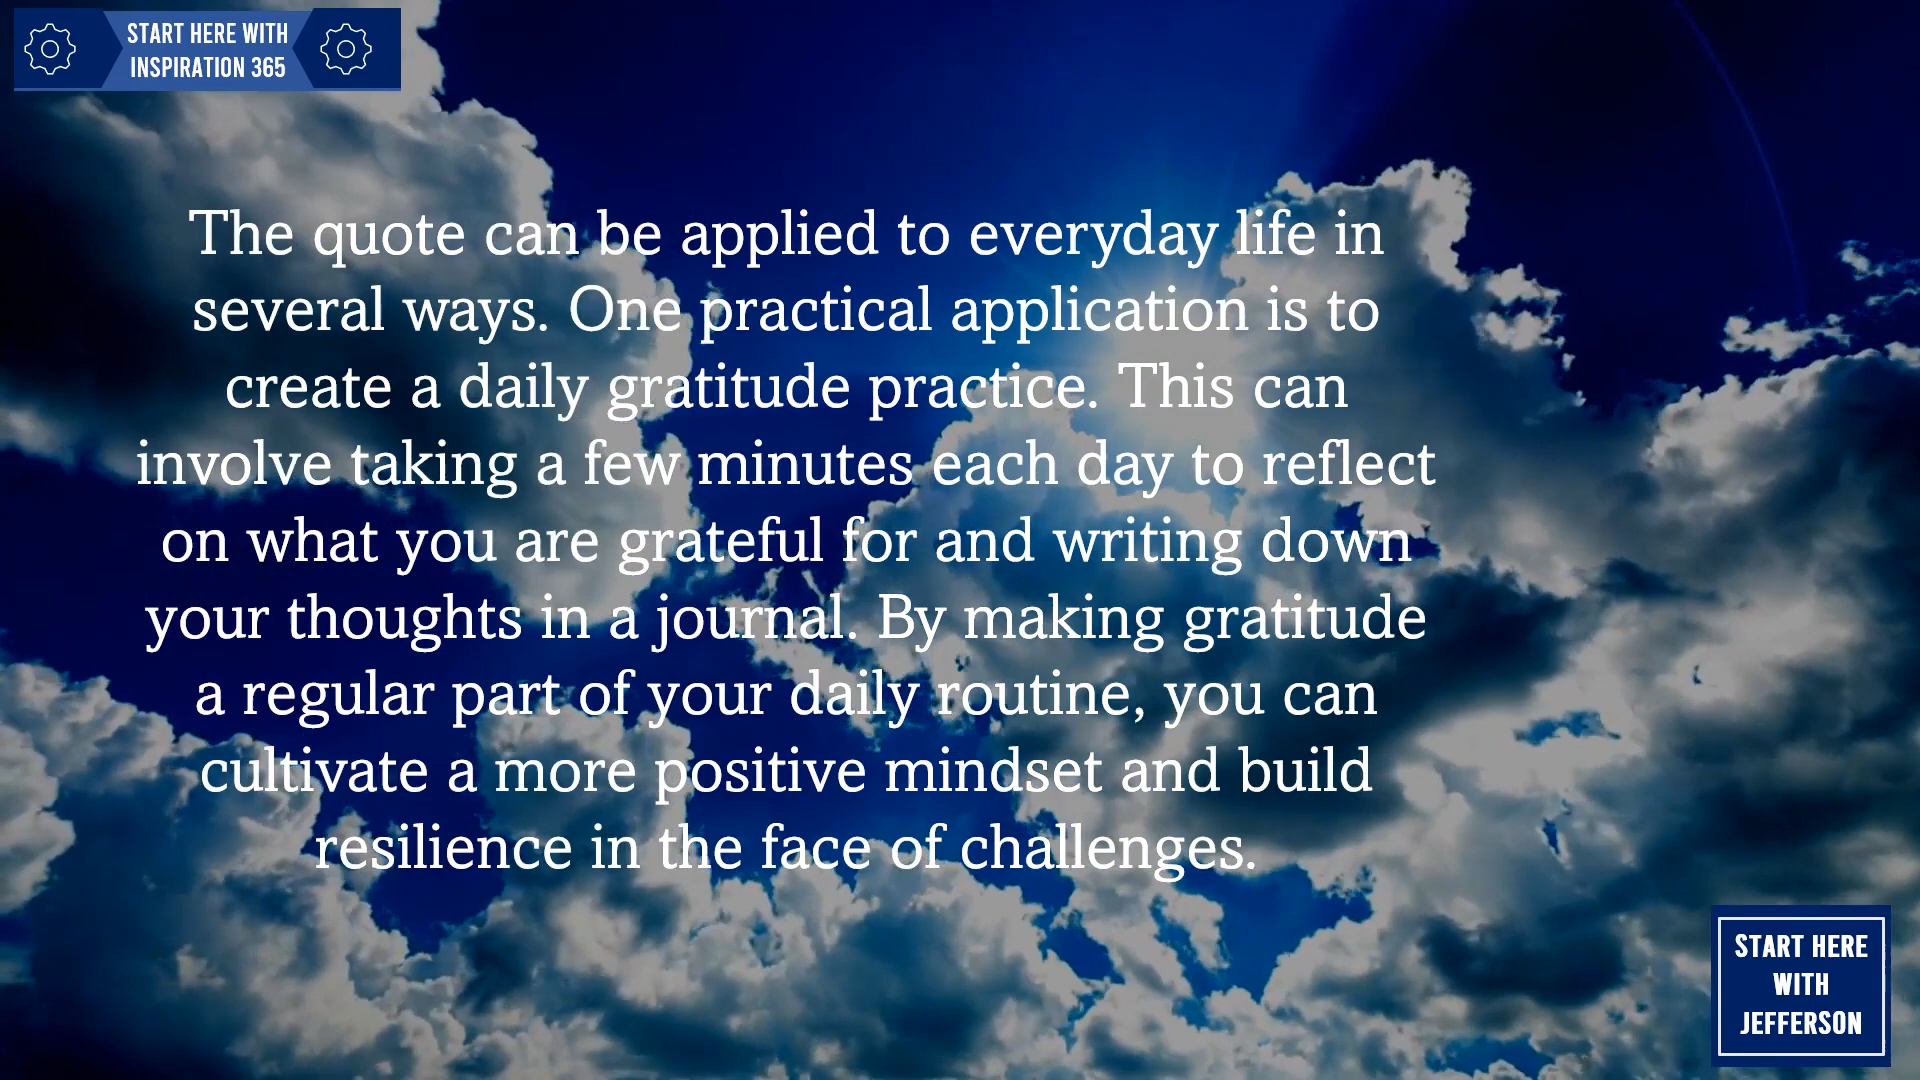 START HERE WITH
INSPIRATION 365
The quote can be applied to everyday life in
several ways. One practical application is to
create a daily gratitude practice. This can
involve taking a few minutes each day to reflect
on what you are grateful for and writing down
your thoughts in a journal. By making gratitude
a regular part of your daily routine, you can
cultivate a more positive mindset and build
resilience in the face of challenges.
START HERE
WITH
JEFFERSON